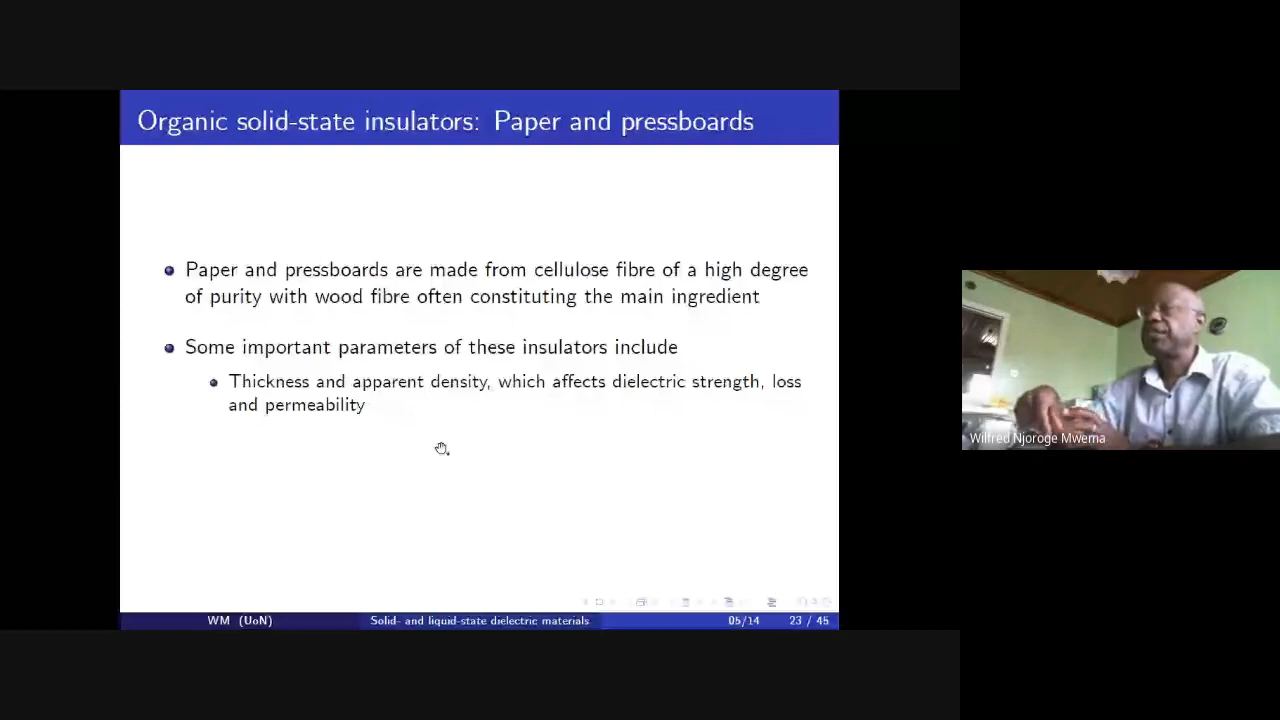 Organic solid-state insulators: Paper and pressboards
Paper and pressboards are made from cellulose fibre of a high degree
of purity with wood fibre often constituting the main ingredient
Some important parameters of these insulators include
Thickness and apparent density, which affects dielectric strength, loss
and permeability
Wilfred Njoroge Mwema
WM (UoN) Solid- and liquid-state dielectric materials 05/14 23 / 45